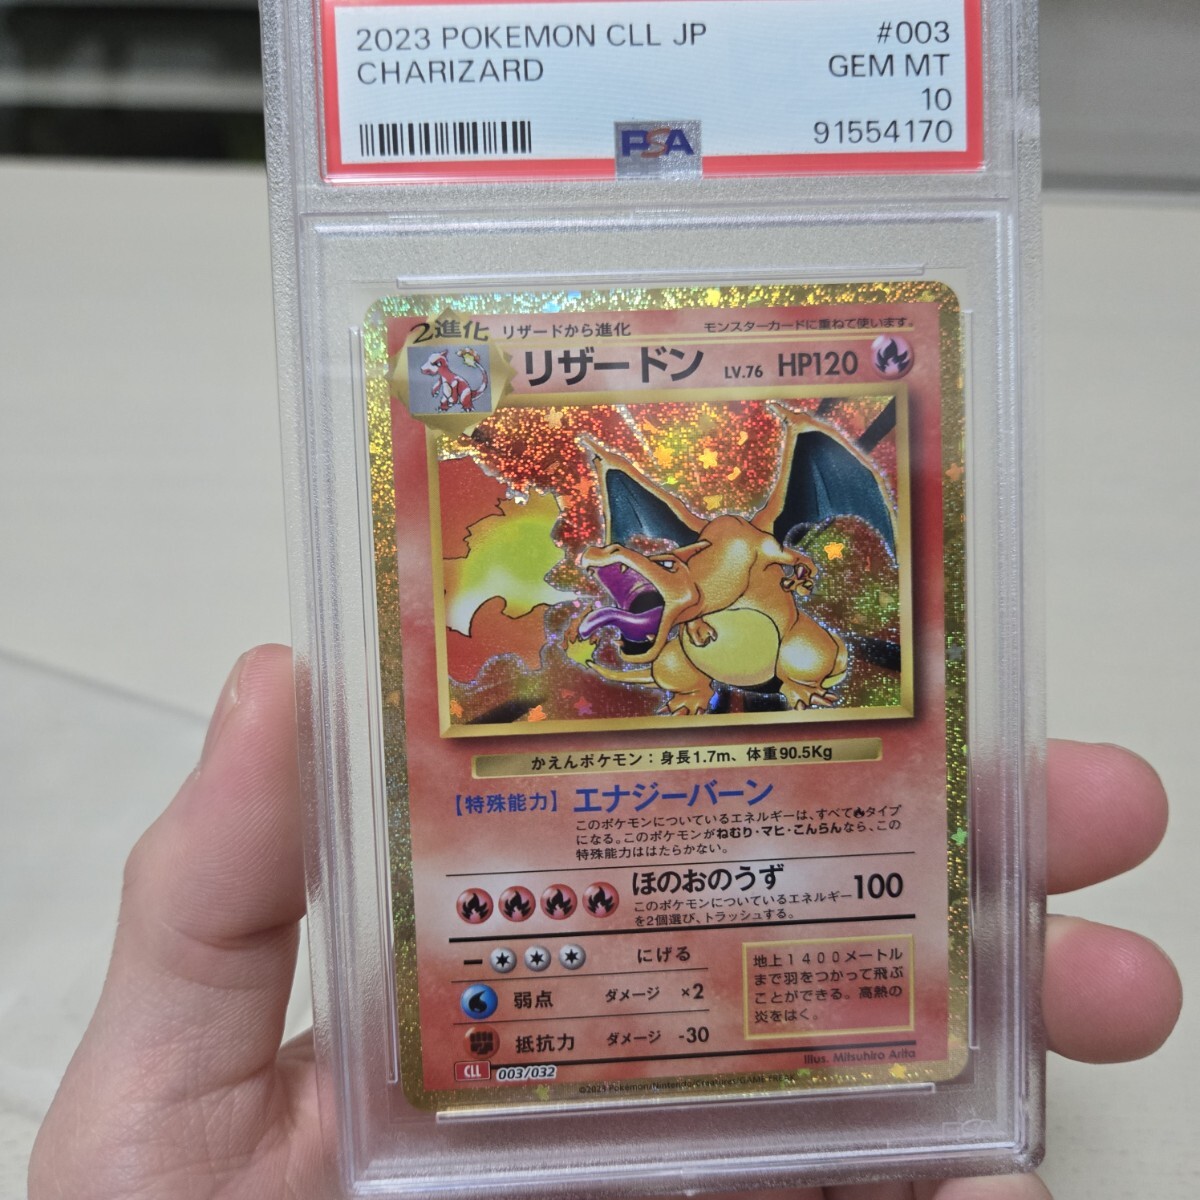 2023 POKEMON CLL JP #003
CHARIZARD GEM MT
10
PSA 91554170
2進化 リザードから進化 モンスターカードに重ねて使います。
リザードン LV.76 HP120
かえんポケモン：身長1.7m、体重90.5Kg
【特殊能力】エナジーバーン
このポケモンについているエネルギーは、すべて🔥タイプ
になる。このポケモンがねむり・マヒ・こんらんなら、この
特殊能力ははたらかない。
ほのおのうず 100
このポケモンについているエネルギー
を2個選び、トラッシュする。
にげる
弱点 ダメージ ×2
抵抗力 ダメージ -30
地上1400メートル
まで羽をつかって飛ぶ
ことができる。高熱の
炎をはく。
Illus. Mitsuhiro Arita
CLL 003/032
©2023 Pokémon/Nintendo/Creatures/GAME FREAK